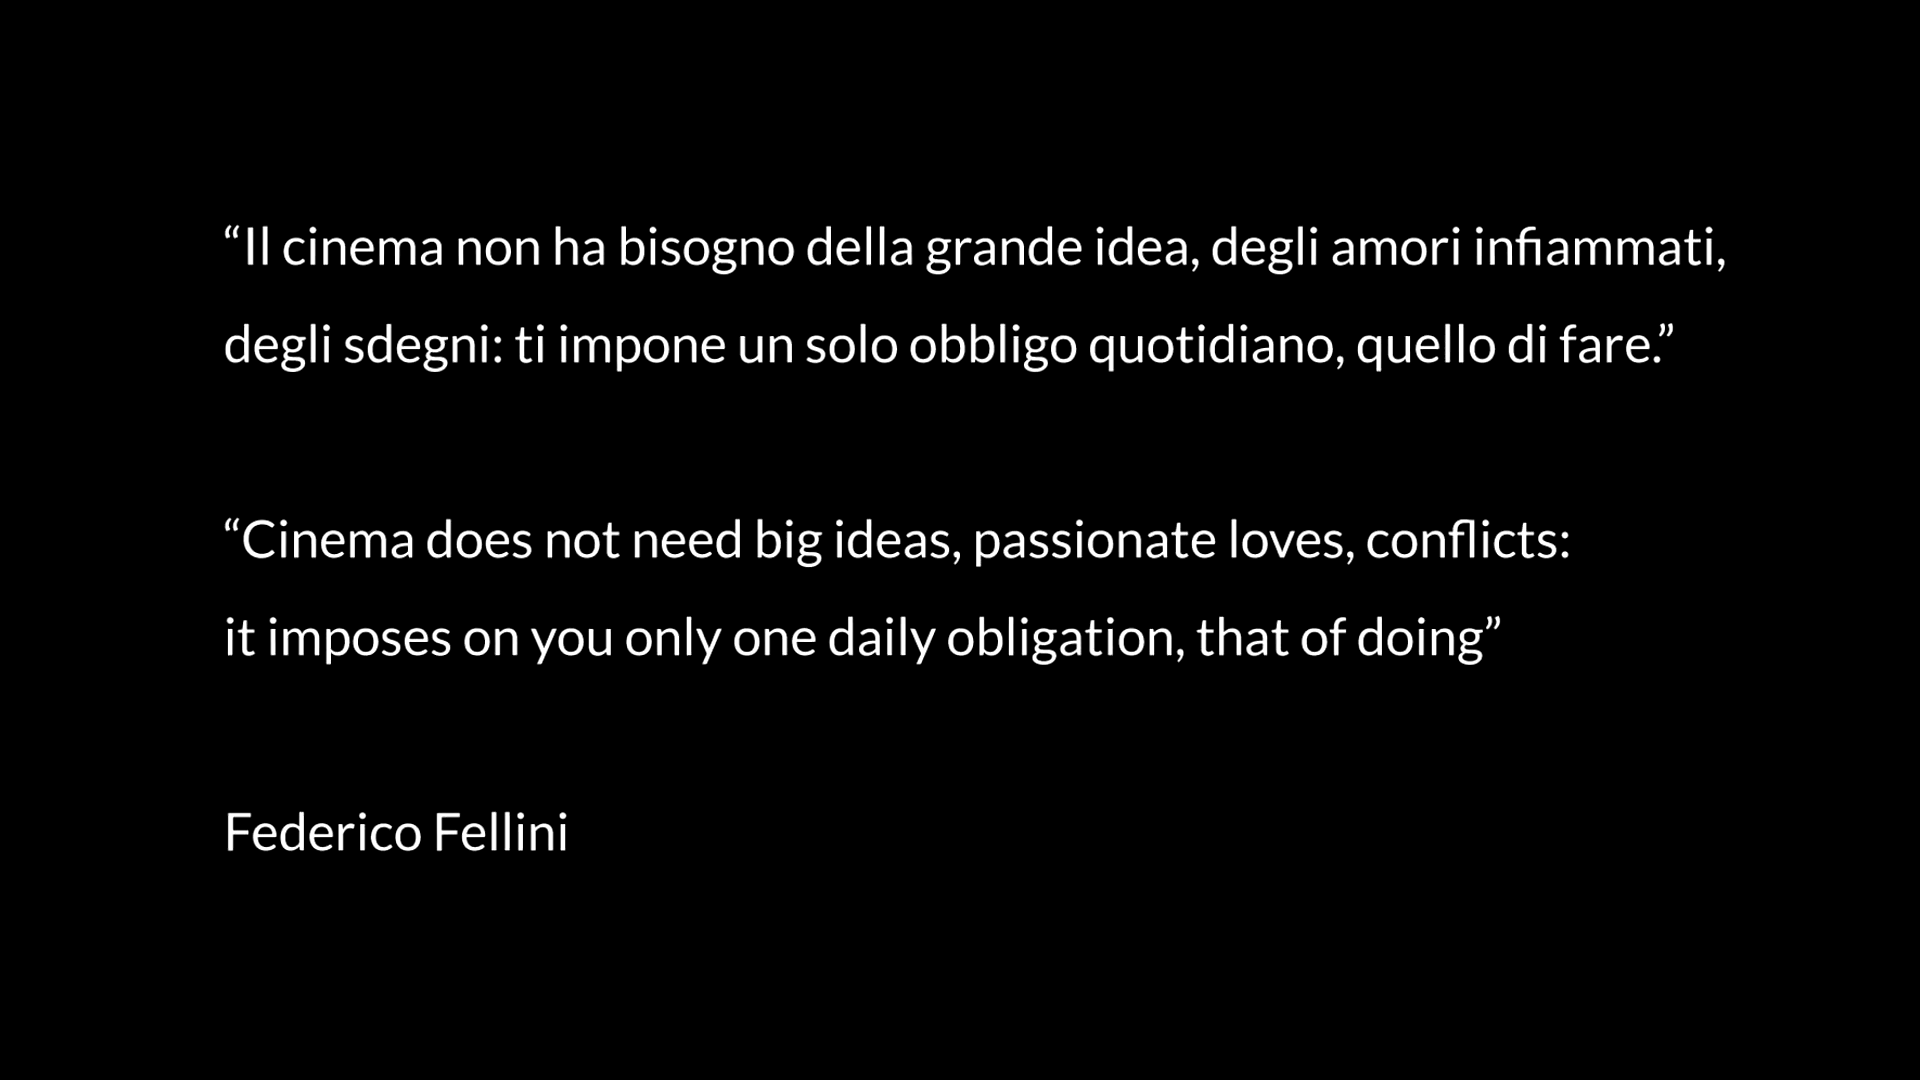 “Il cinema non ha bisogno della grande idea, degli amori infiammati,
degli sdegni: ti impone un solo obbligo quotidiano, quello di fare.”
“Cinema does not need big ideas, passionate loves, conflicts:
it imposes on you only one daily obligation, that of doing”
Federico Fellini